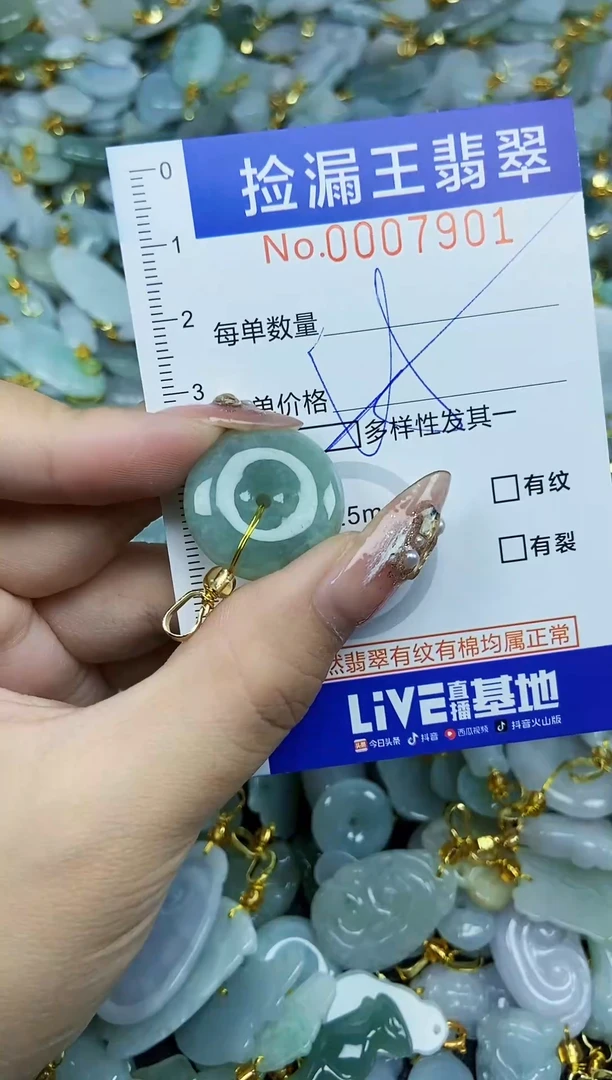 0
捡漏王翡翠
No.0007901
1
2
每单数量
3
单价格
多样性发其一
5m
有纹
有裂
然翡翠有纹有棉均属正常
LiVE直播基地
头条 今日头条 抖音 西瓜视频 抖音火山版